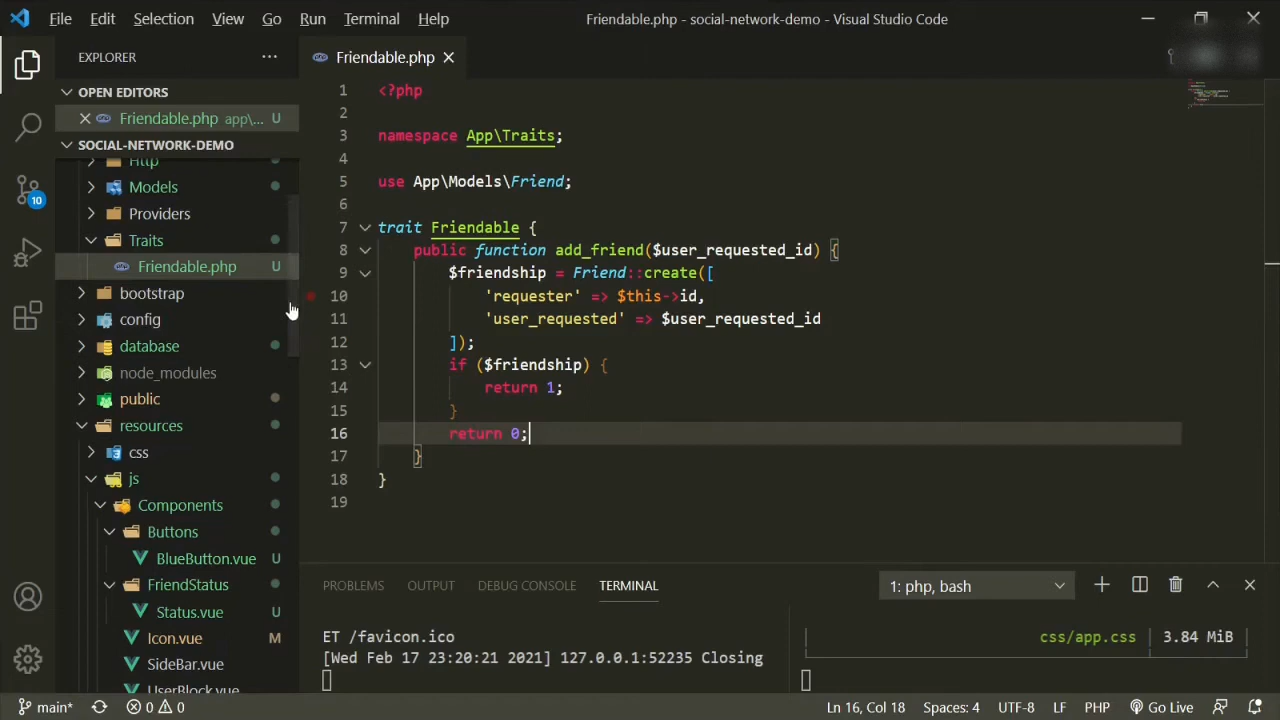 File Edit Selection View Go Run Terminal Help Friendable.php - social-network-demo - Visual Studio Code
EXPLORER ···
Friendable.php
OPEN EDITORS
Friendable.php app\... U
SOCIAL-NETWORK-DEMO
Http
Models
Providers
Traits
Friendable.php U
bootstrap
config
database
node_modules
public
resources
css
js
Components
Buttons
BlueButton.vue U
FriendStatus
Status.vue U
Icon.vue M
SideBar.vue
UserBlock.vue
10
1 <?php
2
3 namespace App\Traits;
4
5 use App\Models\Friend;
6
7 trait Friendable {
8 public function add_friend($user_requested_id) {
9 $friendship = Friend::create([
10 'requester' => $this->id,
11 'user_requested' => $user_requested_id
12 ]);
13 if ($friendship) {
14 return 1;
15 }
16 return 0;
17 }
18 }
19
PROBLEMS OUTPUT DEBUG CONSOLE TERMINAL 1: php, bash
ET /favicon.ico
[Wed Feb 17 23:20:21 2021] 127.0.0.1:52235 Closing
css/app.css 3.84 MiB
main* 0 0 Ln 16, Col 18 Spaces: 4 UTF-8 LF PHP Go Live